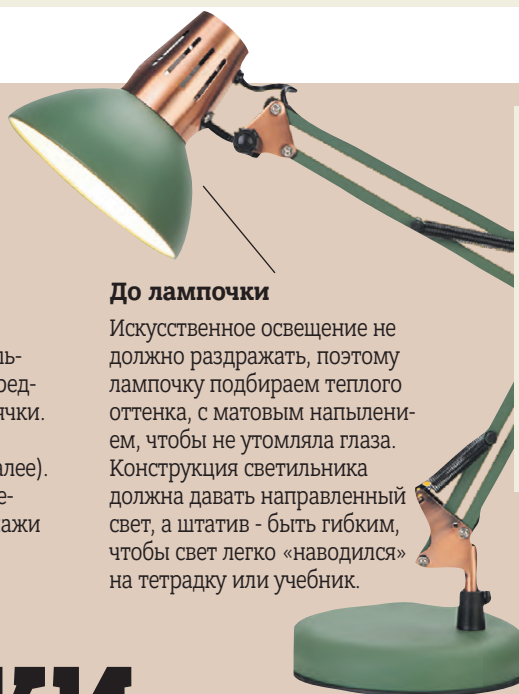 До лампочки
Искусственное освещение не
должно раздражать, поэтому
лампочку подбираем теплого
оттенка, с матовым напылени-
ем, чтобы не утомляла глаза.
Конструкция светильника
должна давать направленный
свет, а штатив - быть гибким,
чтобы свет легко «наводился»
на тетрадку или учебник.